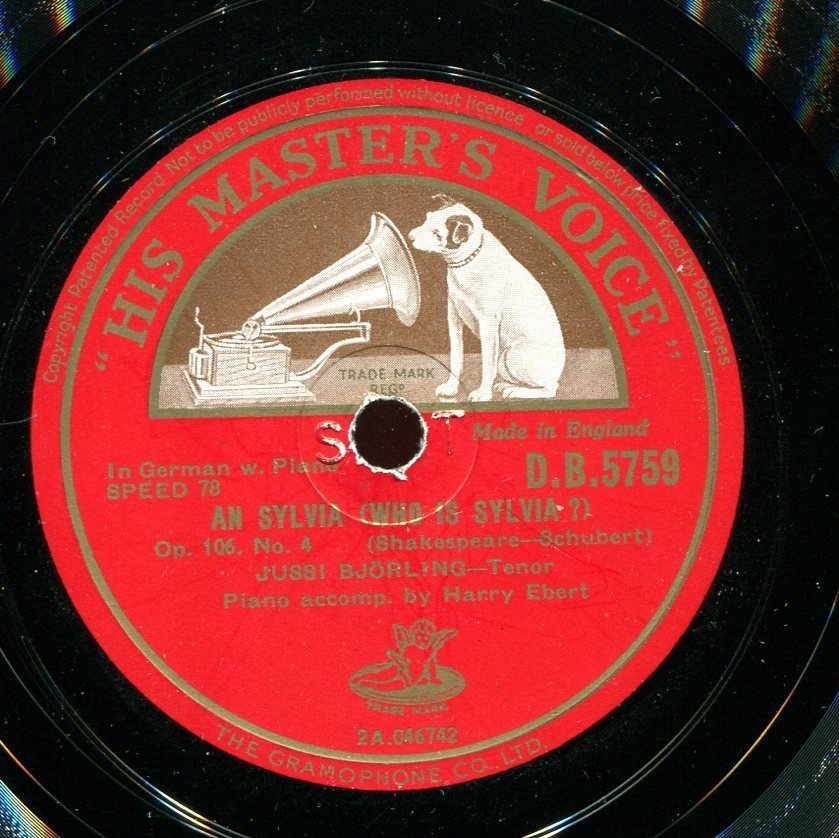 Copyright Patented Record Not to be publicly performed without licence or sold below price fixed by Patentees.
"HIS MASTER'S VOICE"
TRADE MARK
REGD
Made in England
In German w. Piano
SPEED 78
D.B.5759
AN SYLVIA (WHO IS SYLVIA?)
Op. 106, No. 4 (Shakespeare—Schubert)
JUSSI BJÖRLING—Tenor
Piano accomp. by Harry Ebert
TRADE MARK
2A.046742
THE GRAMOPHONE CO. LTD.